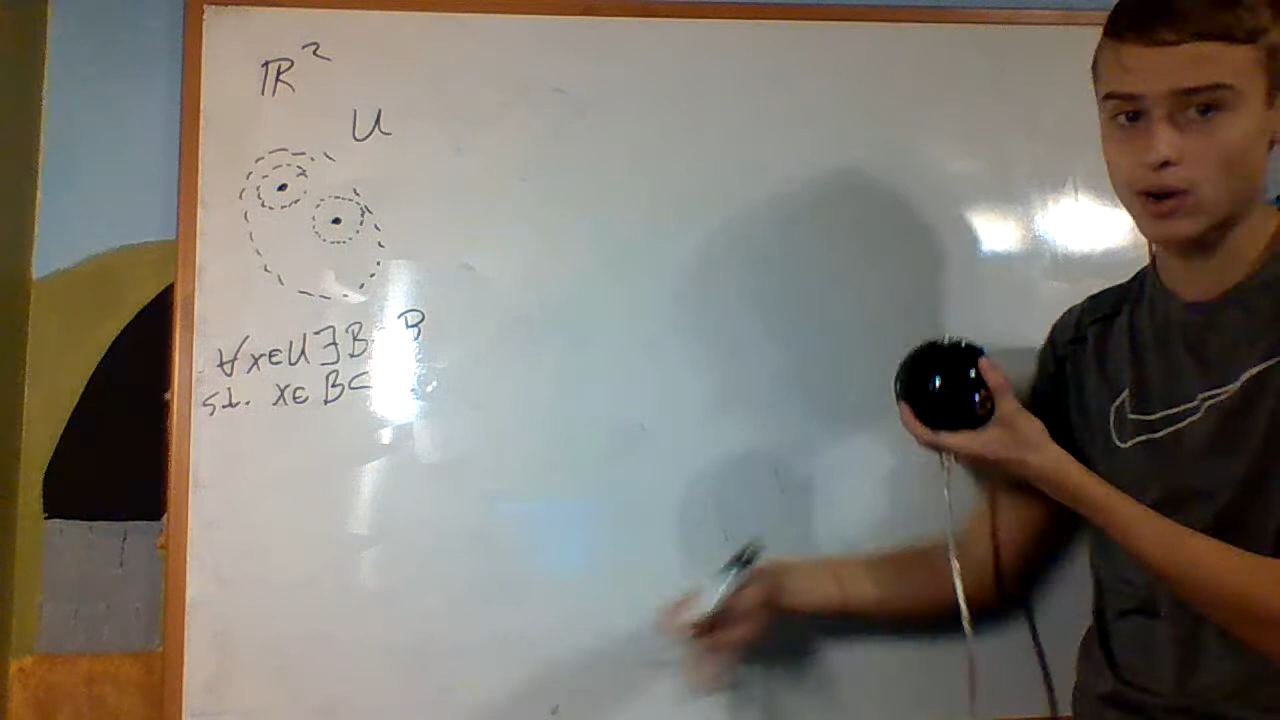 ℝ²
U
∀x∈U ∃B B
s.t. x∈B⊂